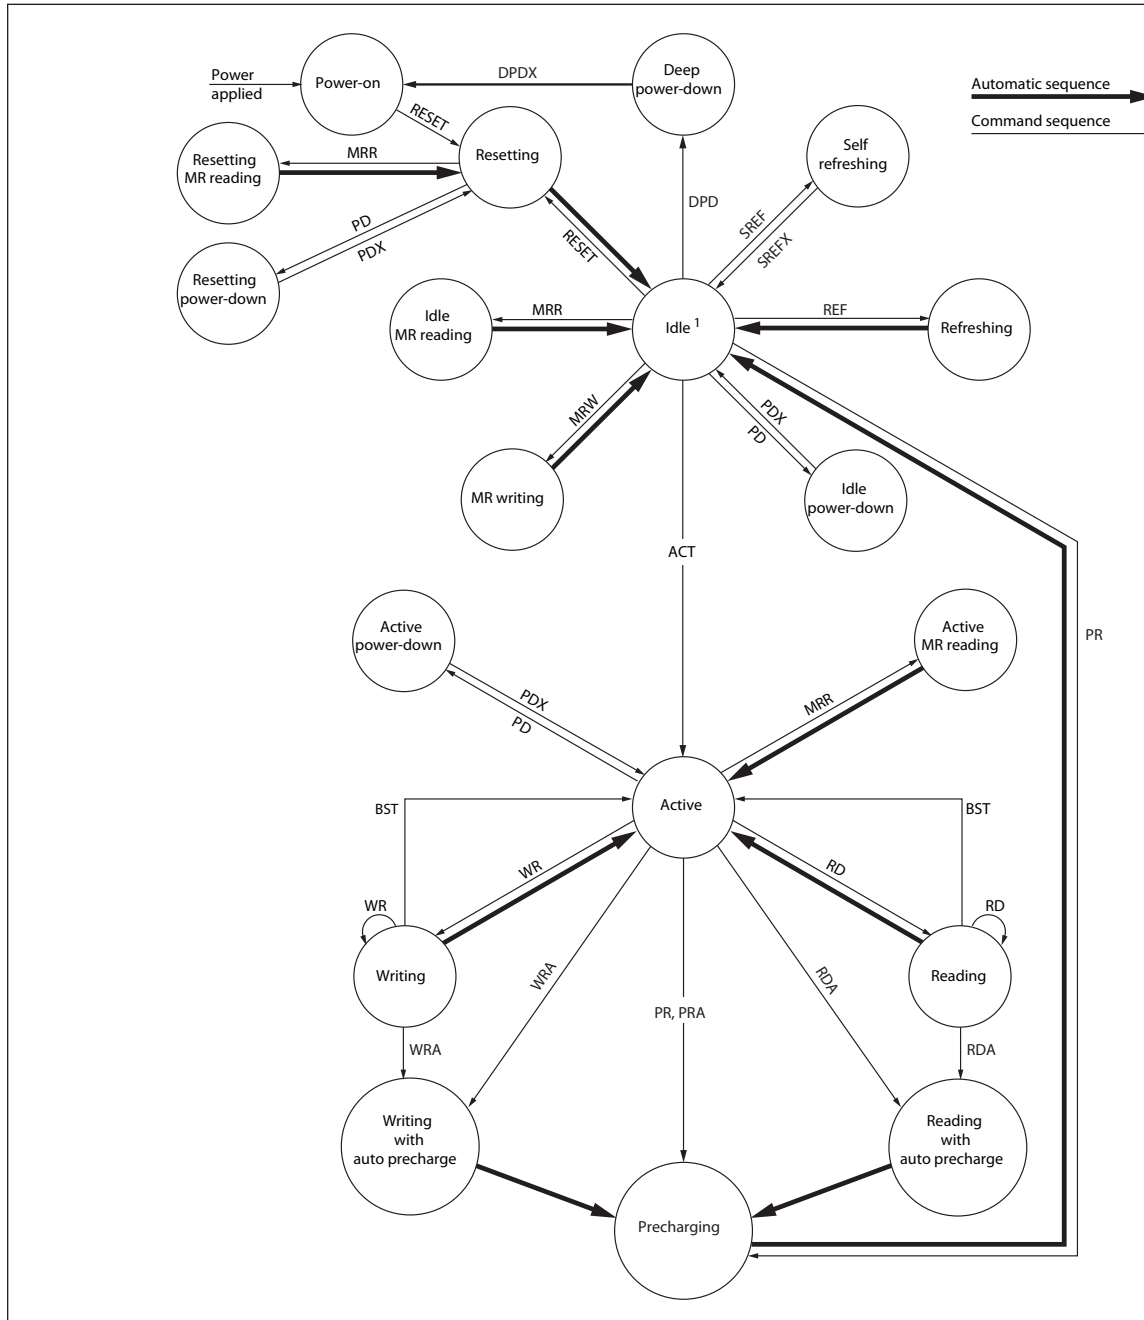 Power
applied
Power-on
DPDX
Deep
power-down
Automatic sequence
Command sequence
RESET
Resetting
MR reading
MRR
Resetting
Self
refreshing
PD
PDX
RESET
DPD
SREF
SREFX
Resetting
power-down
Idle
MR reading
MRR
Idle 1
REF
Refreshing
MRW
PDX
PD
MR writing
Idle
power-down
ACT
Active
power-down
Active
MR reading
PR
PDX
PD
MRR
BST
Active
BST
WR
RD
WR
RD
Writing
Reading
WRA
RDA
PR, PRA
WRA
RDA
Writing
with
auto precharge
Reading
with
auto precharge
Precharging